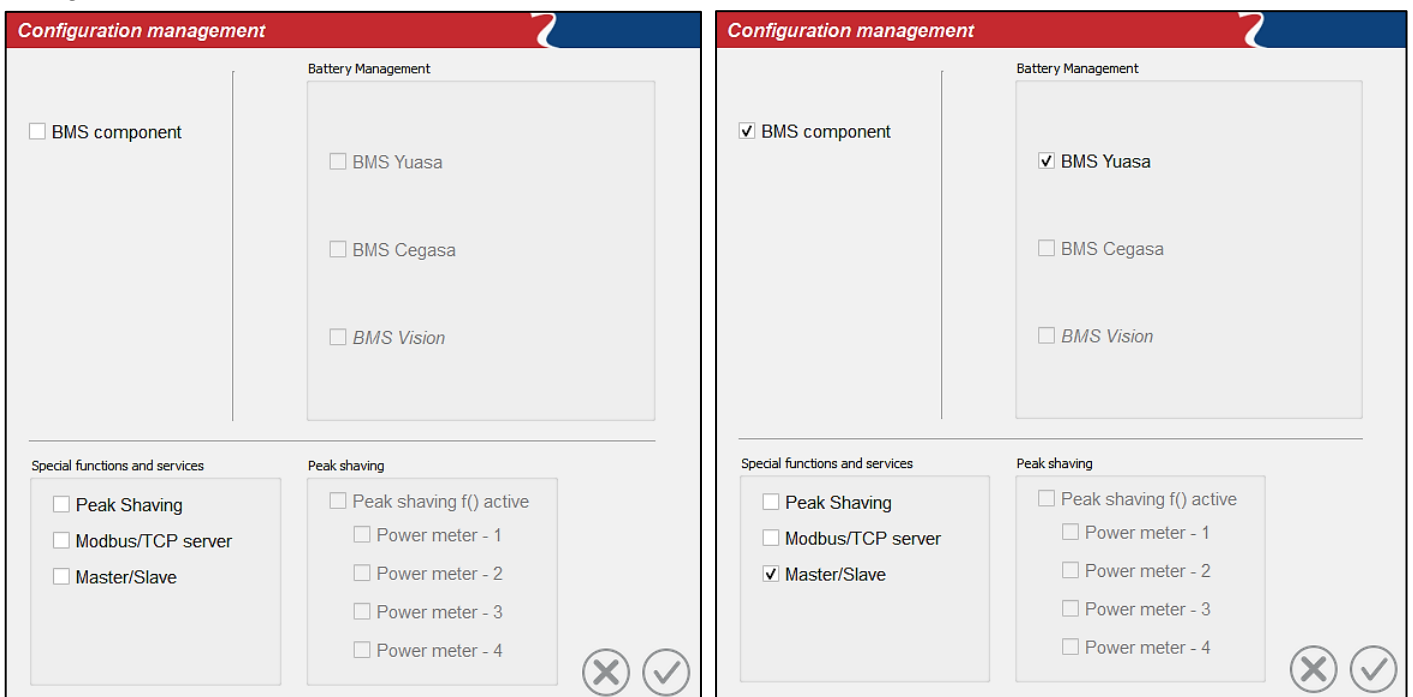 Configuration management
Battery Management
BMS component
BMS Yuasa
BMS Cegasa
BMS Vision
Special functions and services
Peak shaving
Peak Shaving
Peak shaving f() active
Modbus/TCP server
Power meter - 1
Master/Slave
Power meter - 2
Power meter - 3
Power meter - 4
Configuration management
Battery Management
BMS component
BMS Yuasa
BMS Cegasa
BMS Vision
Special functions and services
Peak shaving
Peak Shaving
Peak shaving f() active
Modbus/TCP server
Power meter - 1
Master/Slave
Power meter - 2
Power meter - 3
Power meter - 4